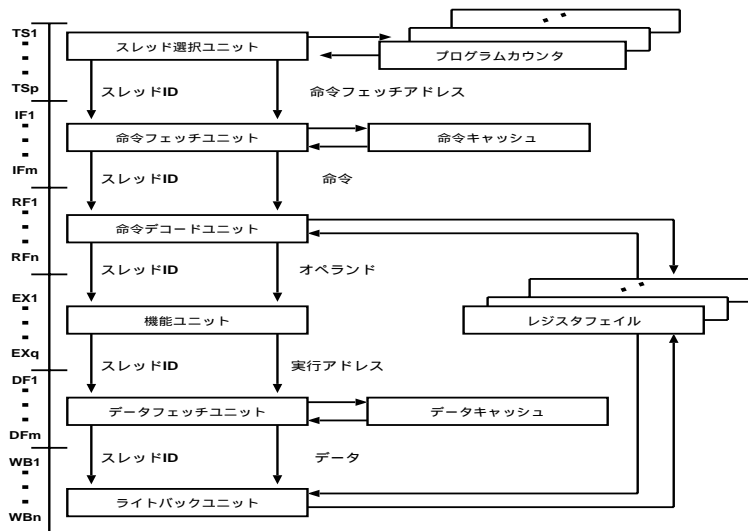 TS1
スレッド選択ユニット
プログラムカウンタ
TSp
スレッドID
命令フェッチアドレス
IF1
命令フェッチユニット
命令キャッシュ
IFm
スレッドID
命令
RF1
命令デコードユニット
RFn
スレッドID
オペランド
EX1
機能ユニット
レジスタフェイル
EXq
スレッドID
実行アドレス
DF1
データフェッチユニット
データキャッシュ
DFm
スレッドID
データ
WB1
ライトバックユニット
WBn